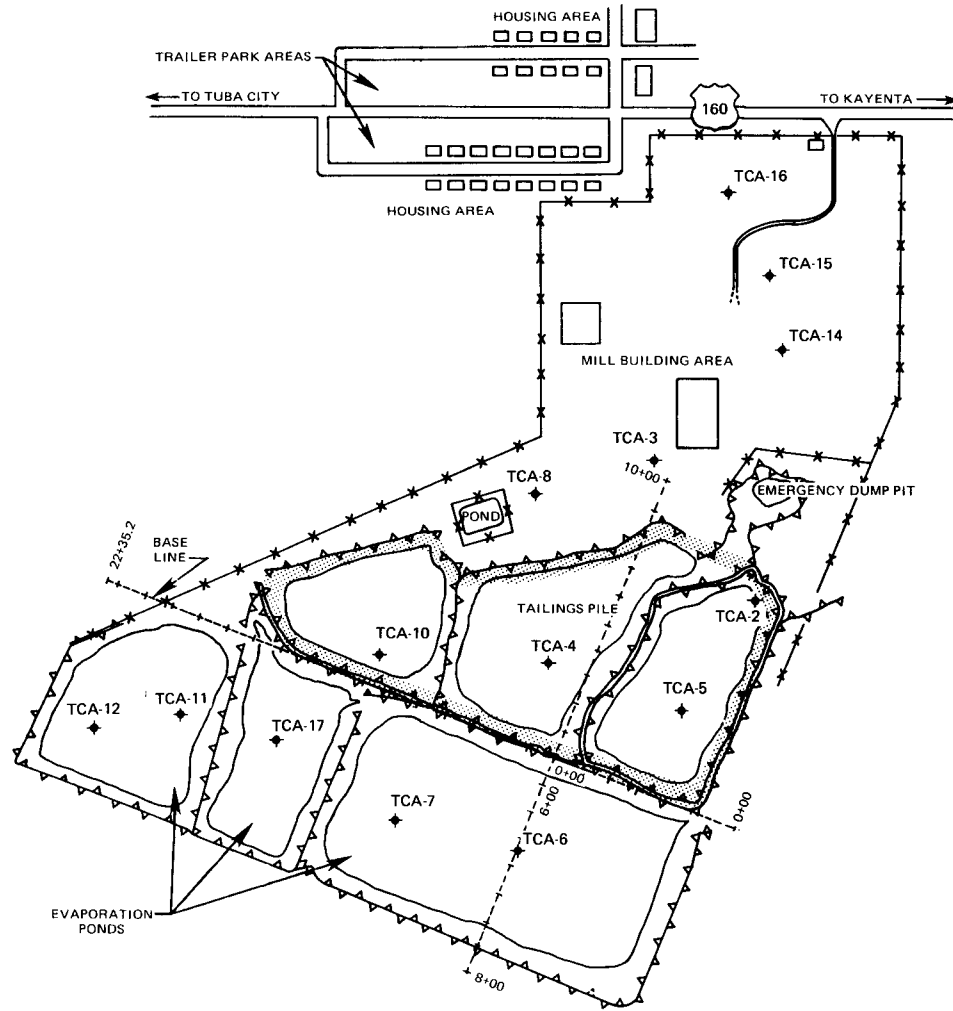 HOUSING AREA
TRAILER PARK AREAS
TO TUBA CITY
160
TO KAYENTA
TCA-16
HOUSING AREA
TCA-15
TCA-14
MILL BUILDING AREA
TCA-3
10+00
TCA-8
EMERGENCY DUMP PIT
POND
22+35.2
BASE
LINE
TAILINGS PILE
TCA-2
TCA-10
TCA-4
TCA-5
TCA-12
TCA-11
TCA-17
0+00
6+00
0+00
TCA-7
TCA-6
EVAPORATION
PONDS
8+00